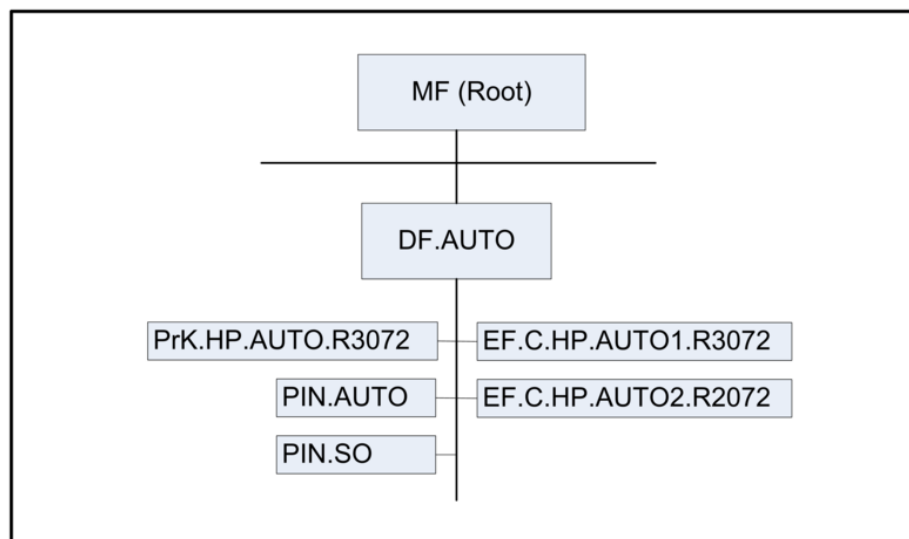 MF (Root)
DF.AUTO
PrK.HP.AUTO.R3072
EF.C.HP.AUTO1.R3072
PIN.AUTO
EF.C.HP.AUTO2.R2072
PIN.SO